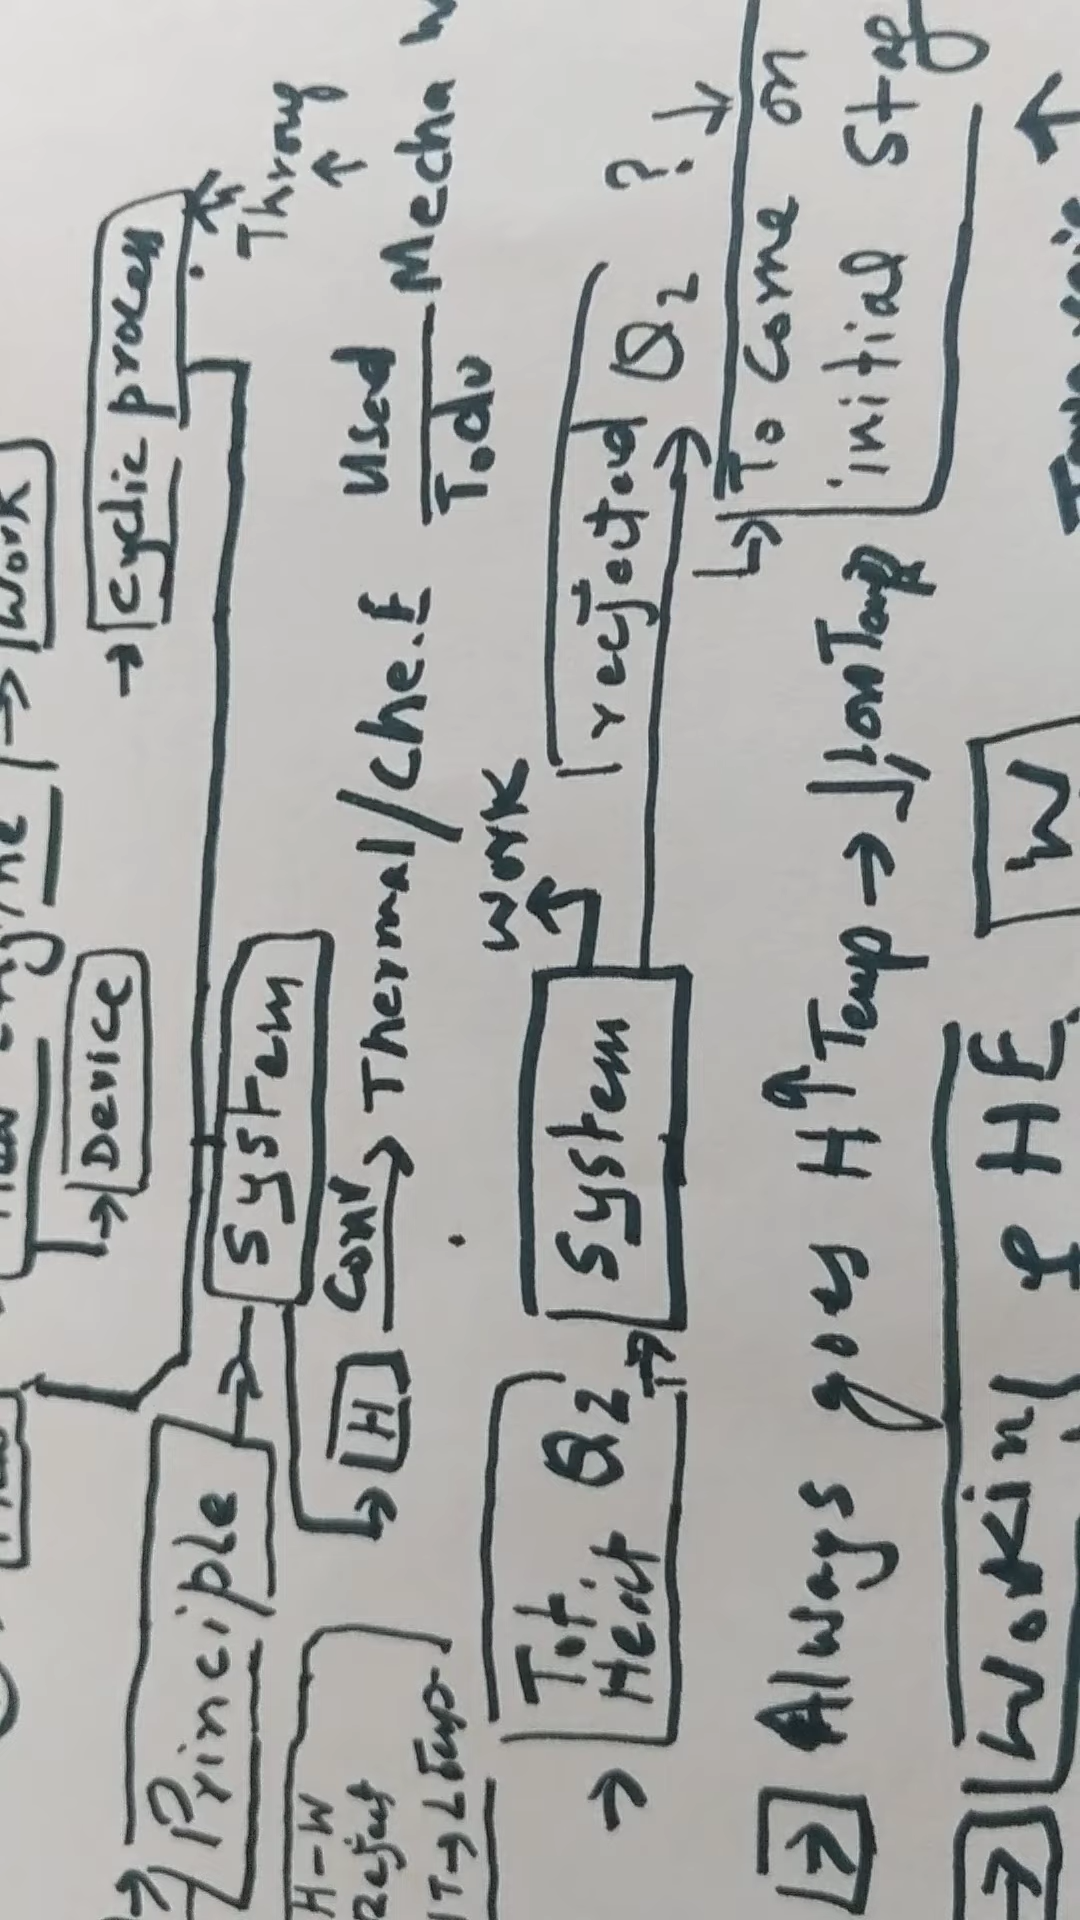 → Work
→ Device
→ Cyclic process
Principle → System
Through
→ H Conv → Thermal/Che.E Used
To do
Mecha
H-W
Reject
→ Tot. Heat Q2 → System
Work
rejected Q2 ?
→ To Come on
initial
→ Always goes H↑ Temp → Low Temp
→ Working of HE
W